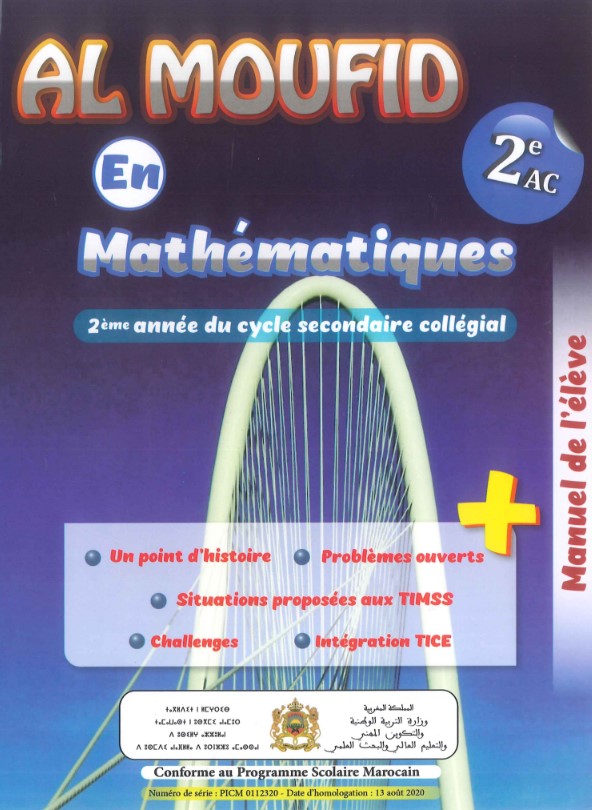 AL MOUFID
2e AC
En
Mathématiques
2ème année du cycle secondaire collégial
Manuel de l'élève
Un point d'histoire
Problèmes ouverts
Situations proposées aux TIMSS
Challenges
Intégration TICE
المملكة المغربية
وزارة التربية الوطنية
والتكوين المهني
والتعليم العالي والبحث العلمي
Conforme au Programme Scolaire Marocain
Numéro de série : PICM 0112320 - Date d'homologation : 13 août 2020